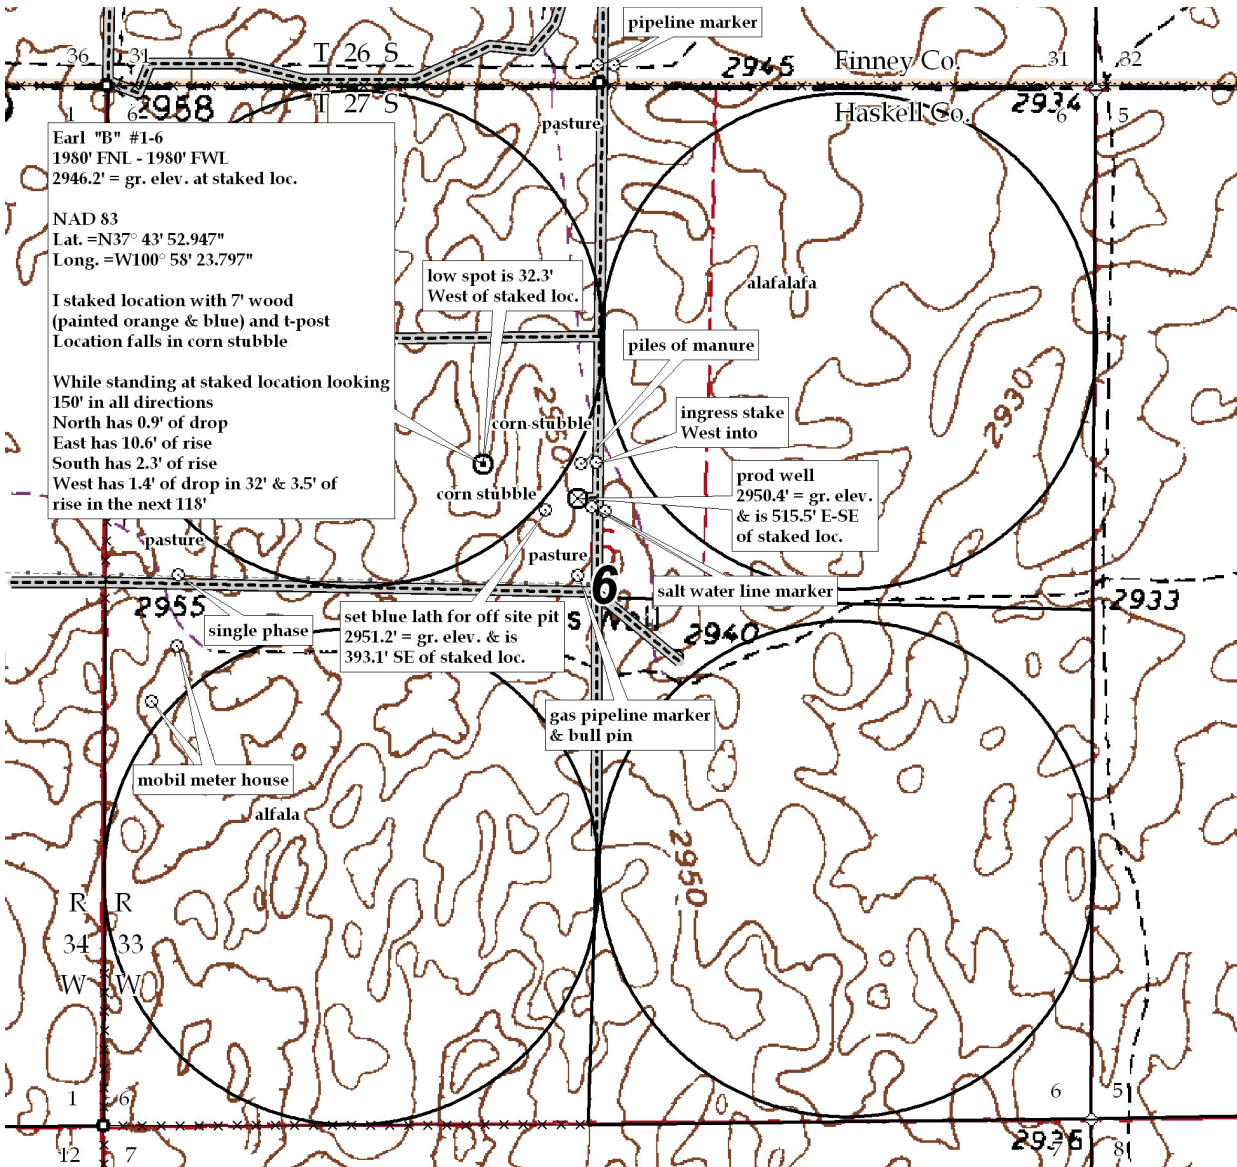 pipeline marker
36
31
T 26 S
2945
Finney Co.
31
32
2958
T 27 S
Haskell Co.
2934
1
6
6
5
pasture
Earl "B" #1-6
1980' FNL - 1980' FWL
2946.2' = gr. elev. at staked loc.
NAD 83
Lat. =N37° 43' 52.947"
Long. =W100° 58' 23.797"
I staked location with 7' wood
(painted orange & blue) and t-post
Location falls in corn stubble
While standing at staked location looking
150' in all directions
North has 0.9' of drop
East has 10.6' of rise
South has 2.3' of rise
West has 1.4' of drop in 32' & 3.5' of
rise in the next 118'
low spot is 32.3'
West of staked loc.
alafalafa
piles of manure
2950
2930
corn stubble
ingress stake
West into
corn stubble
prod well
2950.4' = gr. elev.
& is 515.5' E-SE
of staked loc.
pasture
pasture
6
salt water line marker
2933
2955
single phase
set blue lath for off site pit
2951.2' = gr. elev. & is
393.1' SE of staked loc.
2940
gas pipeline marker
& bull pin
mobil meter house
alfala
2950
R R
34 33
W W
1
6
6
5
12
7
7
8